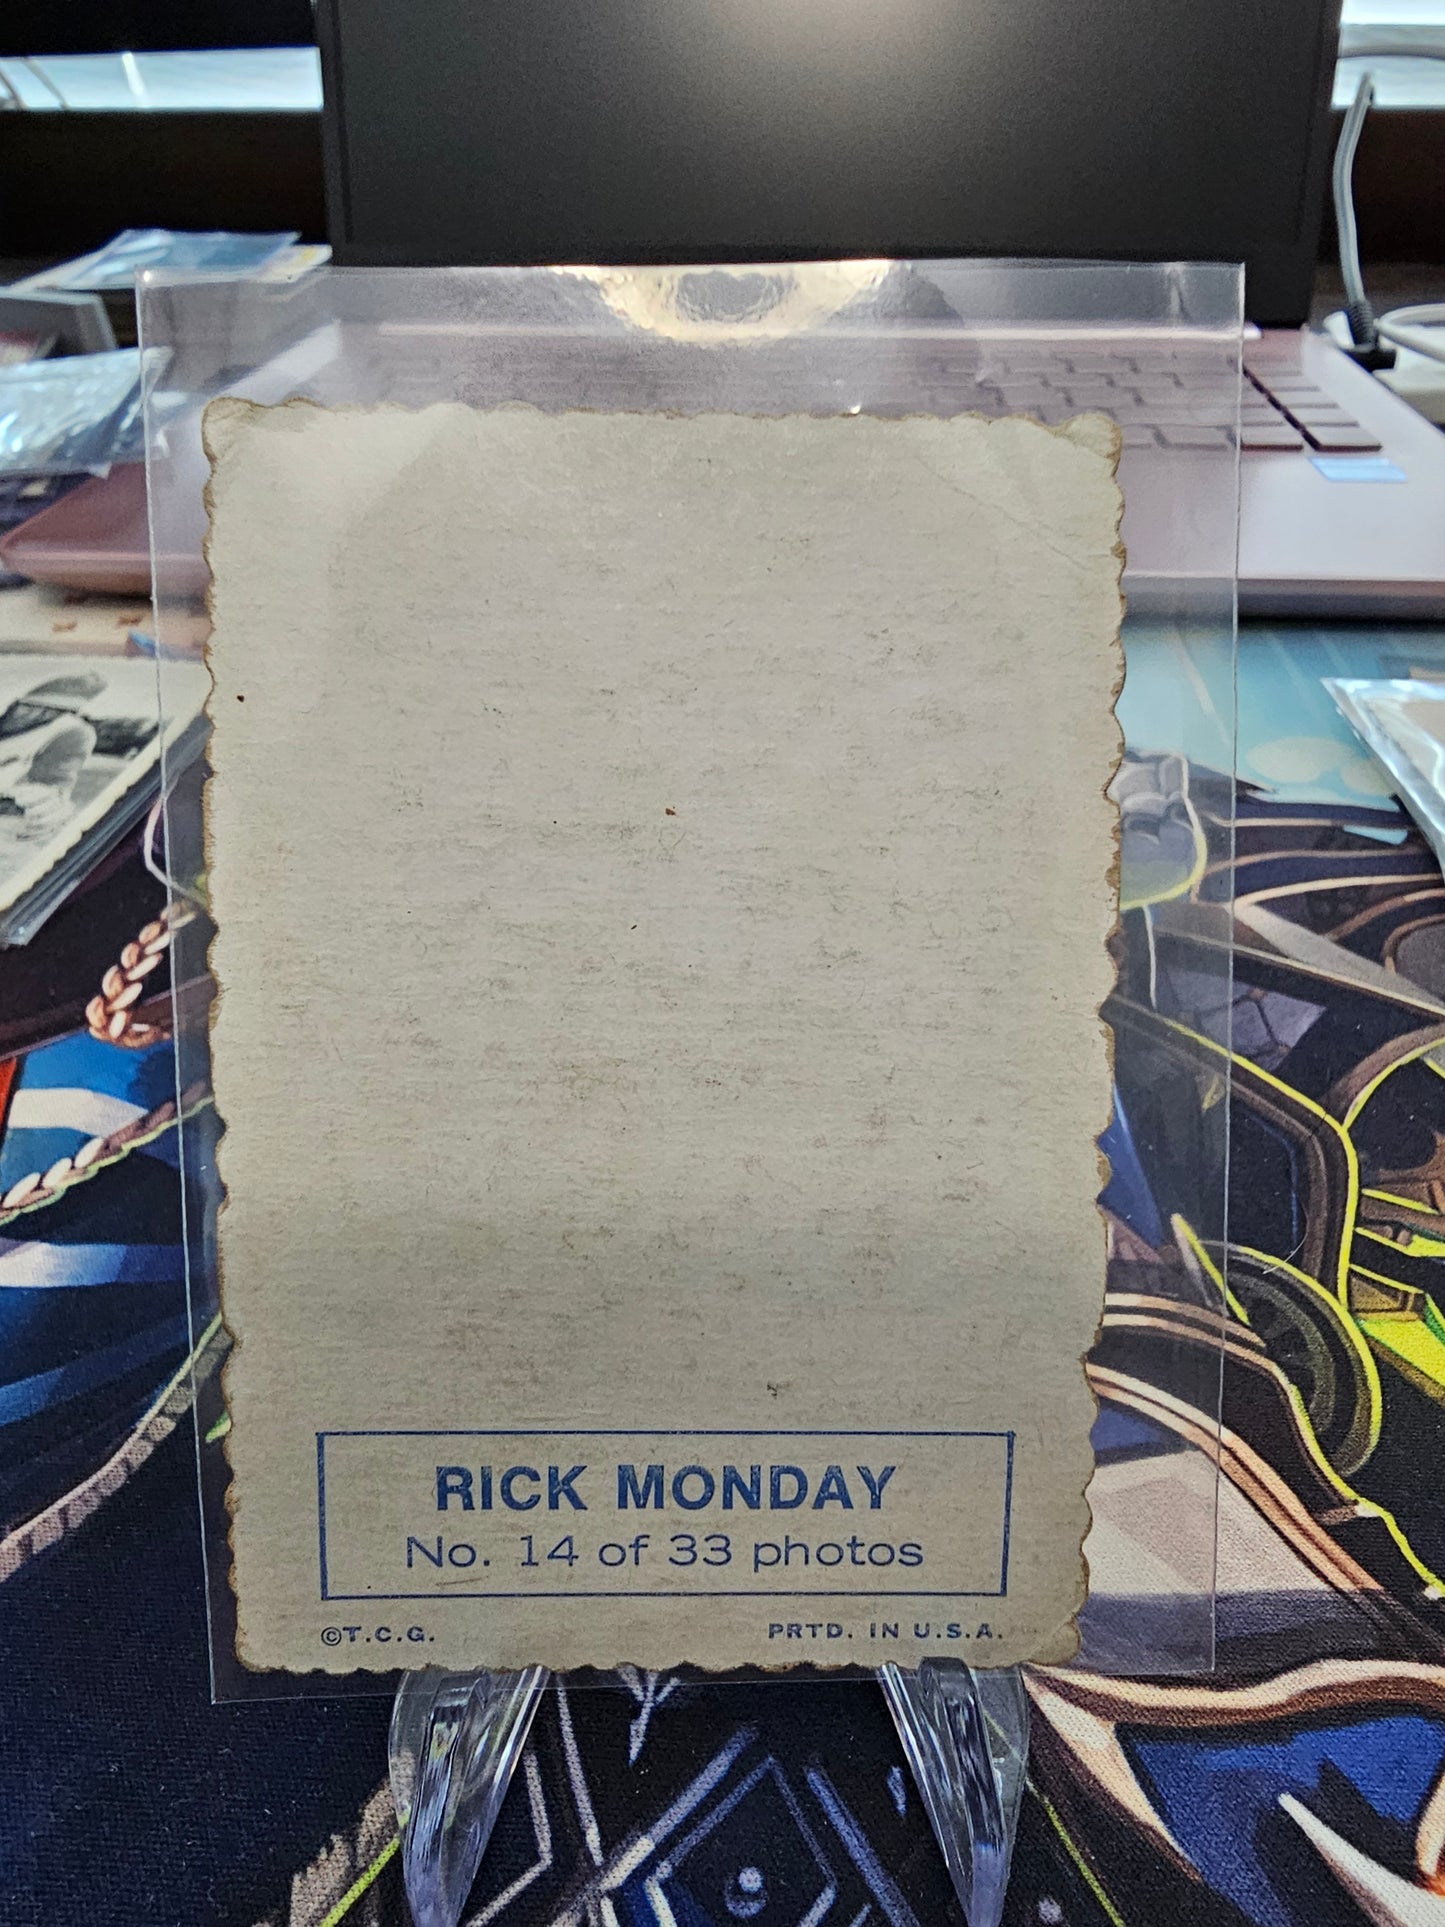 RICK MONDAY
No. 14 of 33 photos
©T.C.G. PRTD. IN U.S.A.